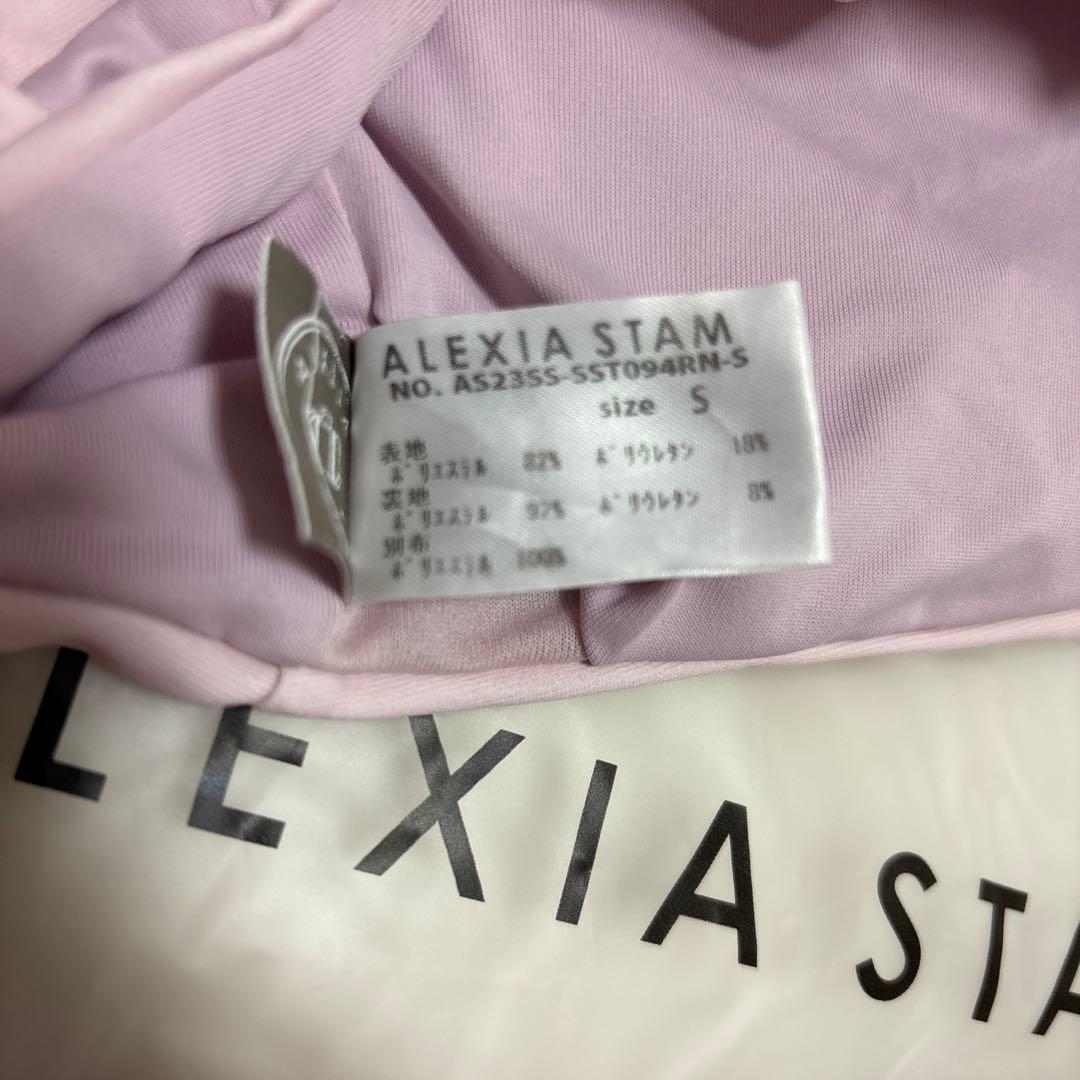 ALEXIA STAM
NO. AS23SS-SST094RN-S
size S
表地
ポリエステル 82% ポリウレタン 18%
裏地
ポリエステル 92% ポリウレタン 8%
別布
ポリエステル 100%
LEXIA STA